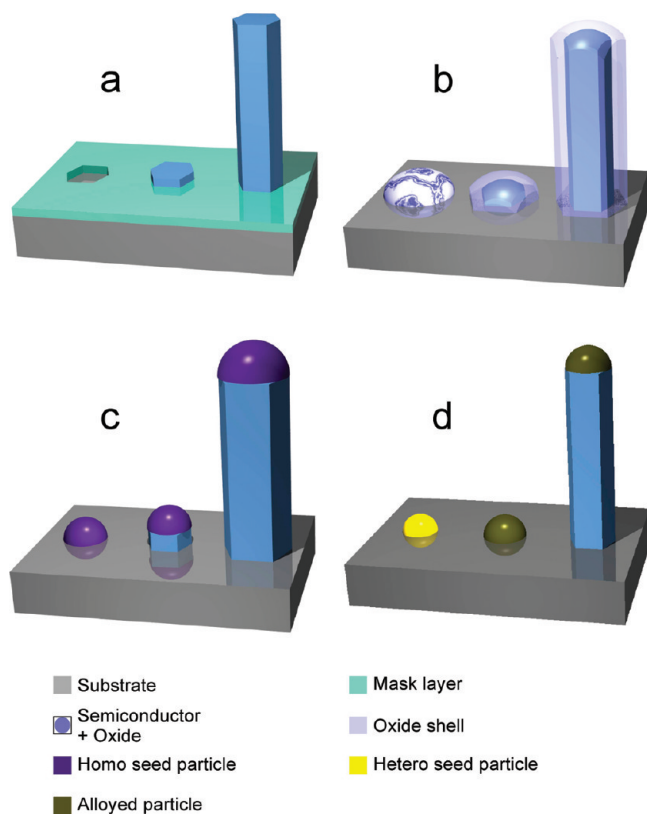 a
b
c
d
Substrate
Mask layer
Semiconductor
+ Oxide
Oxide shell
Homo seed particle
Hetero seed particle
Alloyed particle